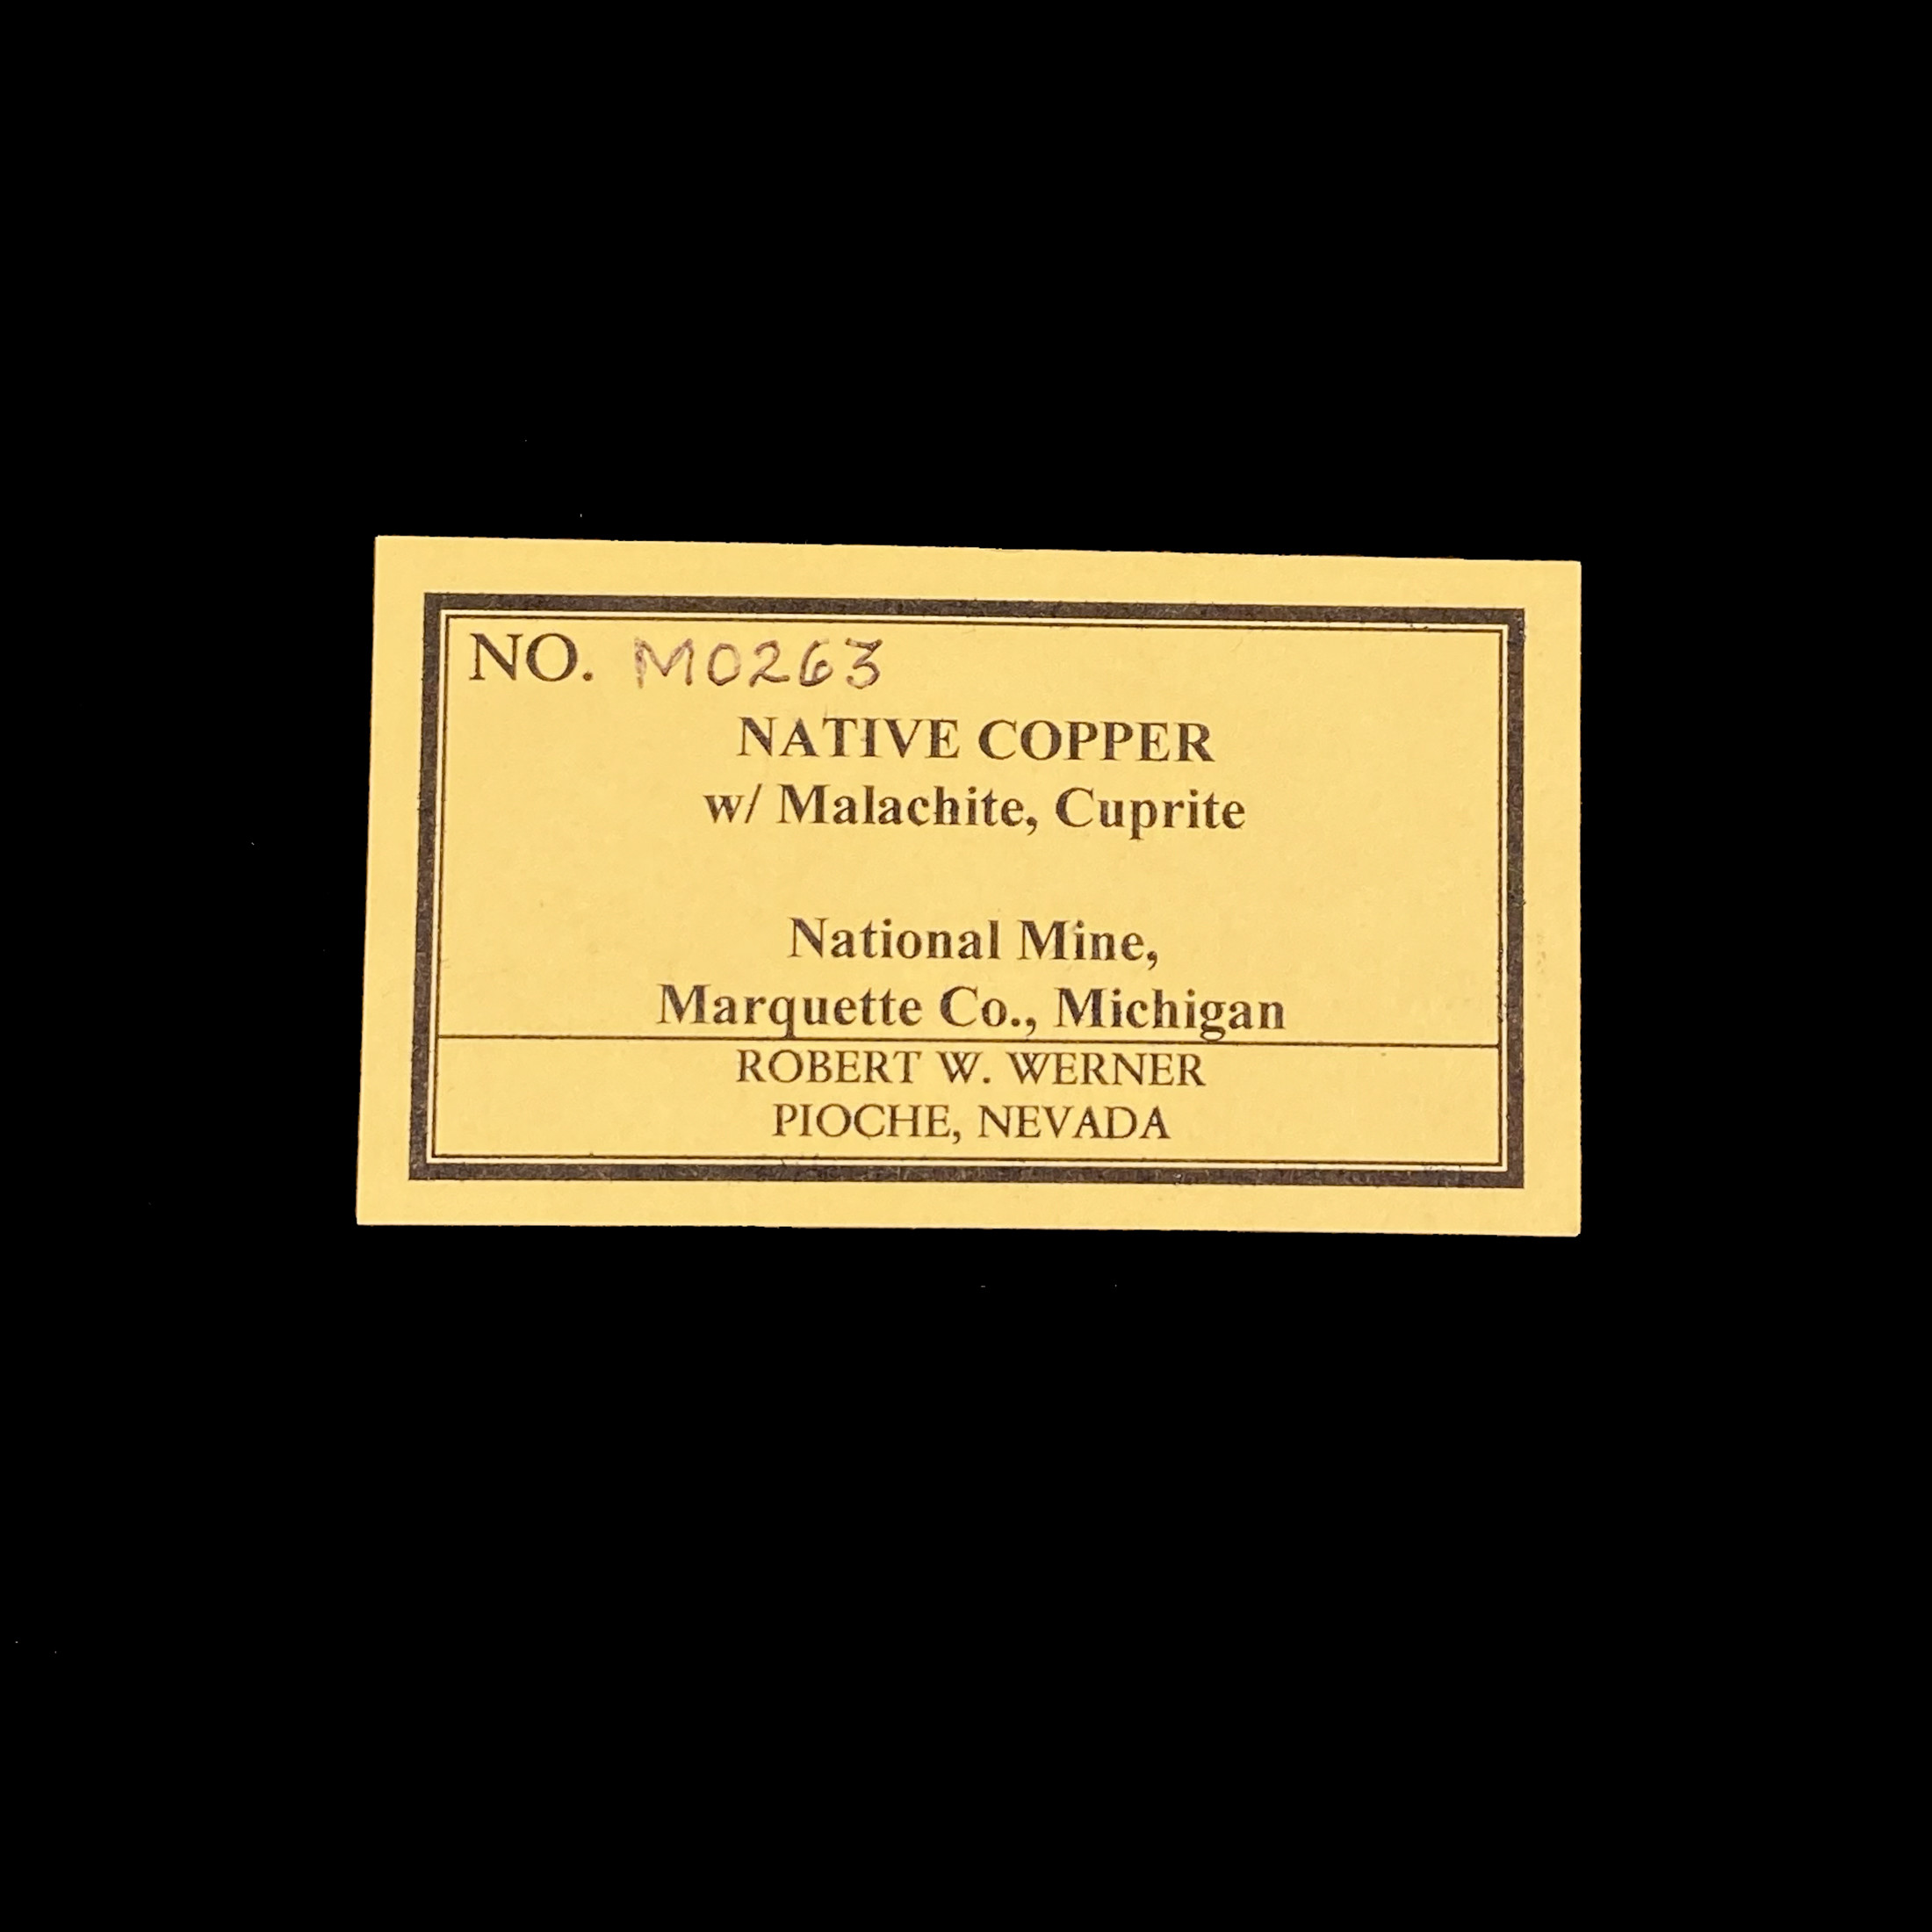 NO. M0263
NATIVE COPPER
w/ Malachite, Cuprite
National Mine,
Marquette Co., Michigan
ROBERT W. WERNER
PIOCHE, NEVADA